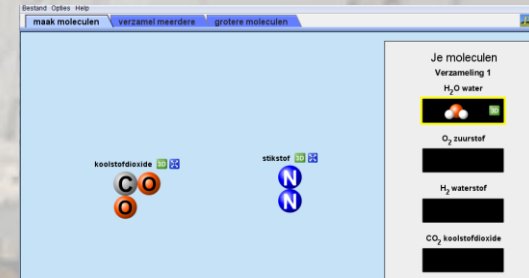 Bestand Opties Help
maak moleculen verzamel meerdere grotere moleculen
Je moleculen
Verzameling 1
H₂O water
3D
O₂ zuurstof
H₂ waterstof
CO₂ koolstofdioxide
koolstofdioxide 3D
C O
O
stikstof 3D
N
N